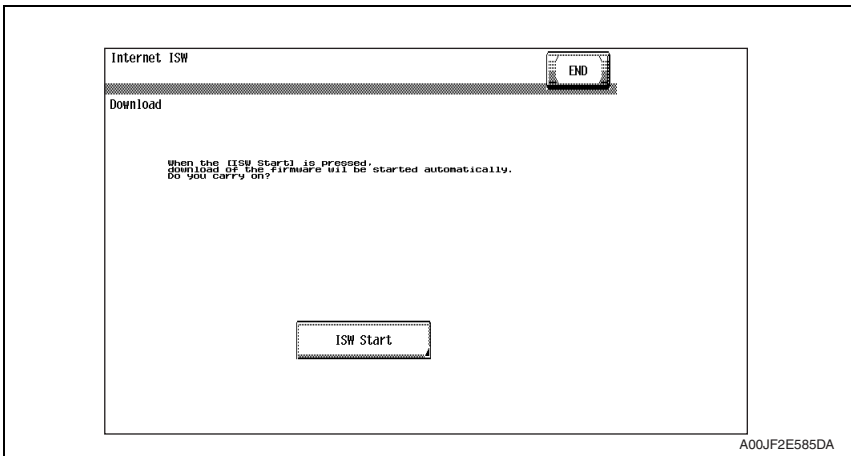 Internet ISW
END
Download
When the [ISW Start] is pressed,
download of the firmware wil be started automatically.
Do you carry on?
ISW Start
A00JF2E585DA